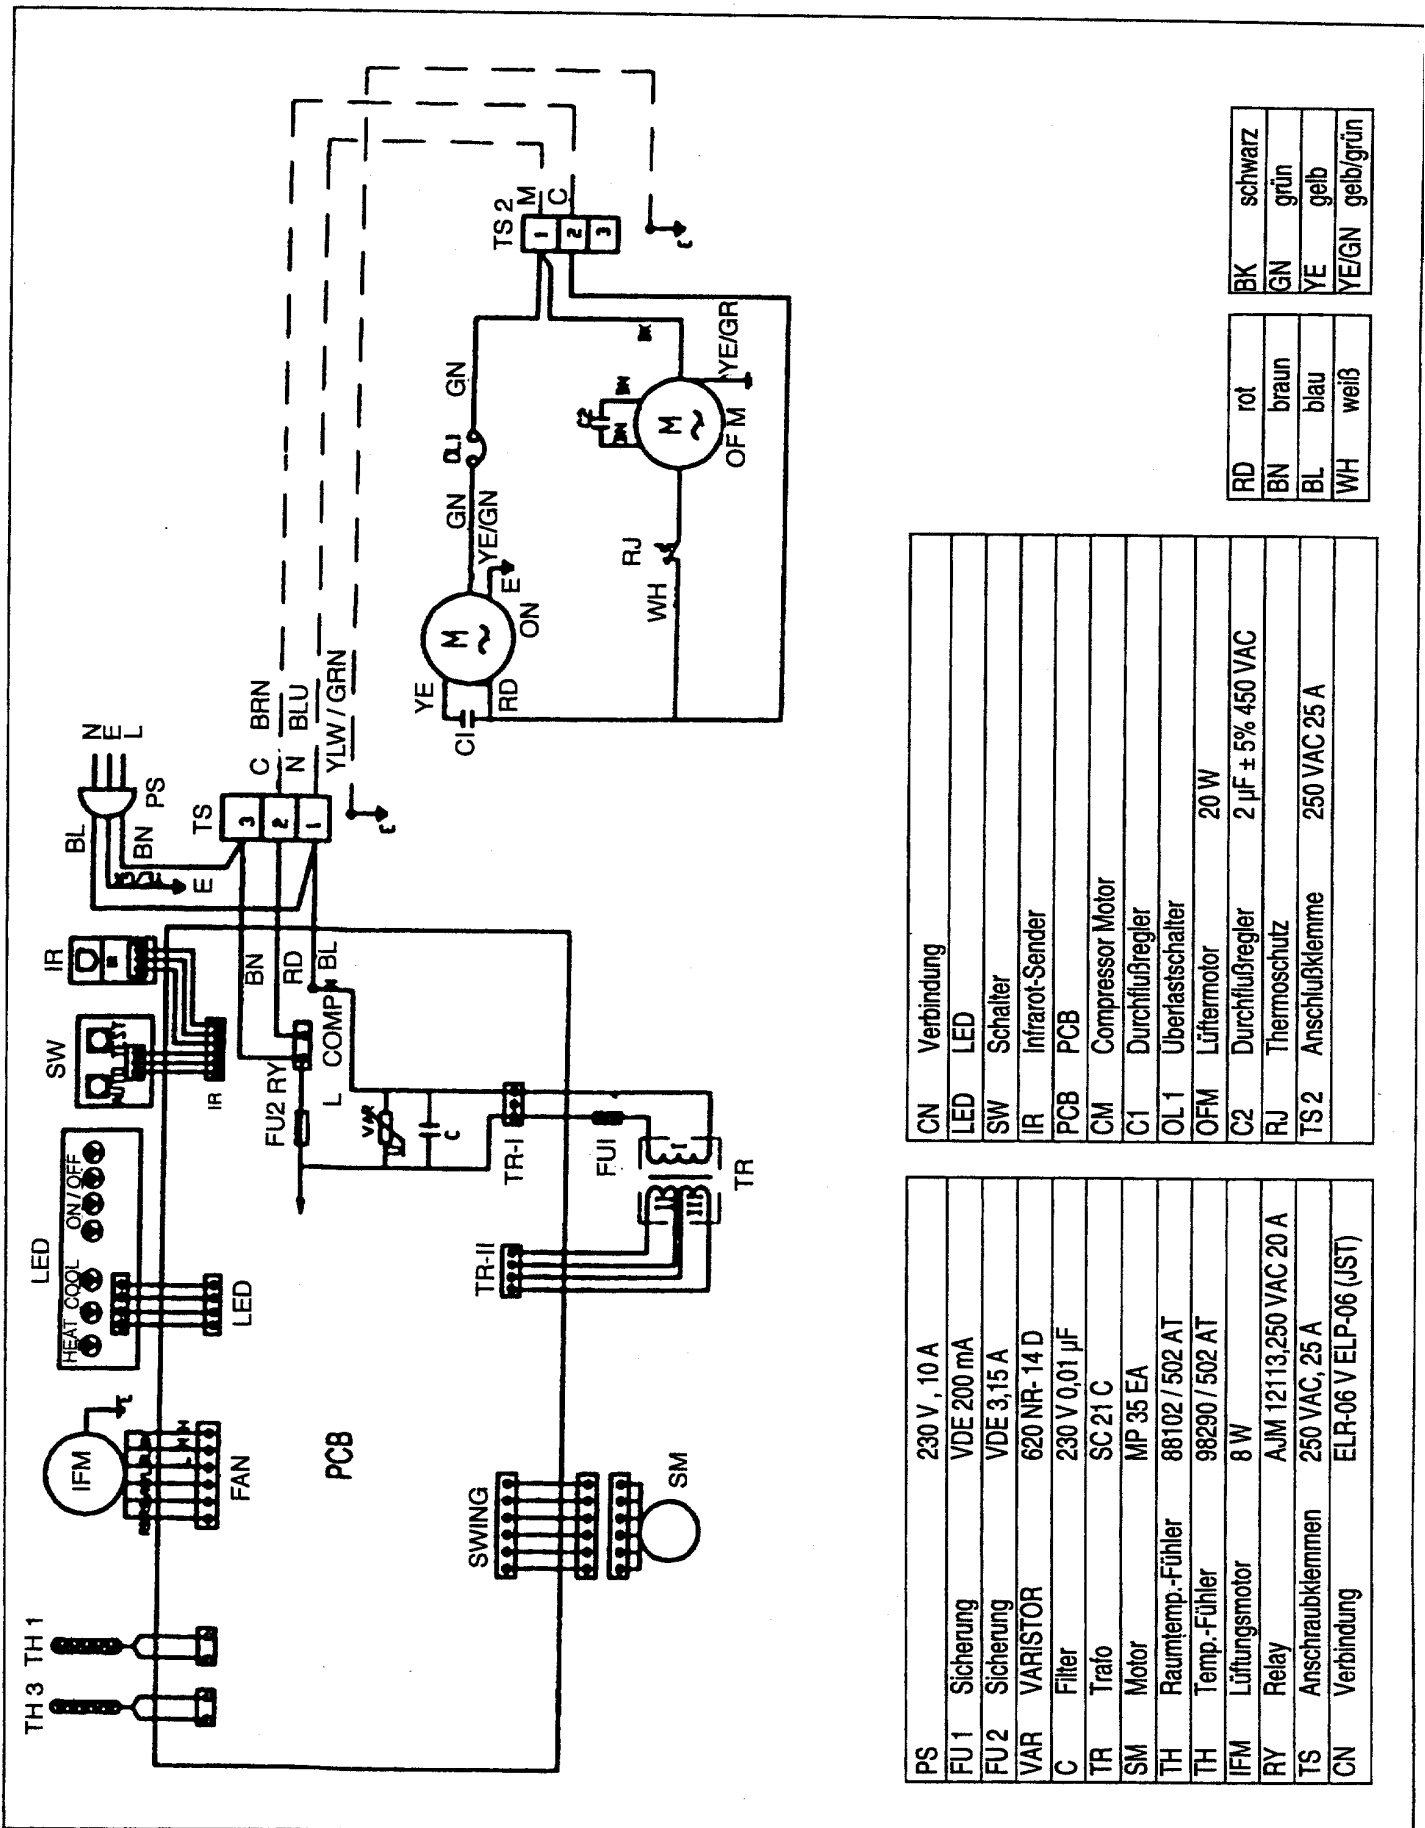 TH 3
TH 1
IFM
FAN
LED
HEAT
COOL
ON / OFF
LED
SW
IR
IR
BL
N
E
L
PS
BN
E
TS
3
2
1
C
BRN
N
BLU
YLW / GRN
PCB
FU2
RY
BN
RD
BL
COMP
L
VAR
C
TR-I
FUI
TR-II
TR
I
II
III
SWING
SM
CI
YE
RD
M
~
ON
E
YE/GN
GN
GN
RJ
WH
C2
M
~
OF M
YE/GR
TS 2
1
2
3
M
C
PS 230 V , 10 A
FU 1 Sicherung VDE 200 mA
FU 2 Sicherung VDE 3,15 A
VAR VARISTOR 620 NR- 14 D
C Filter 230 V 0,01 µF
TR Trafo SC 21 C
SM Motor MP 35 EA
TH Raumtemp.-Fühler 88102 / 502 AT
TH Temp.-Fühler 98290 / 502 AT
IFM Lüftungsmotor 8 W
RY Relay AJM 12113,250 VAC 20 A
TS Anschraubklemmen 250 VAC, 25 A
CN Verbindung ELR-06 V ELP-06 (JST)
CN Verbindung
LED LED
SW Schalter
IR Infrarot-Sender
PCB PCB
CM Compressor Motor
C1 Durchflußregler
OL 1 Überlastschalter
OFM Lüftermotor 20 W
C2 Durchflußregler 2 µF ± 5% 450 VAC
RJ Thermoschutz
TS 2 Anschlußklemme 250 VAC 25 A
RD rot
BN braun
BL blau
WH weiß
BK schwarz
GN grün
YE gelb
YE/GN gelb/grün